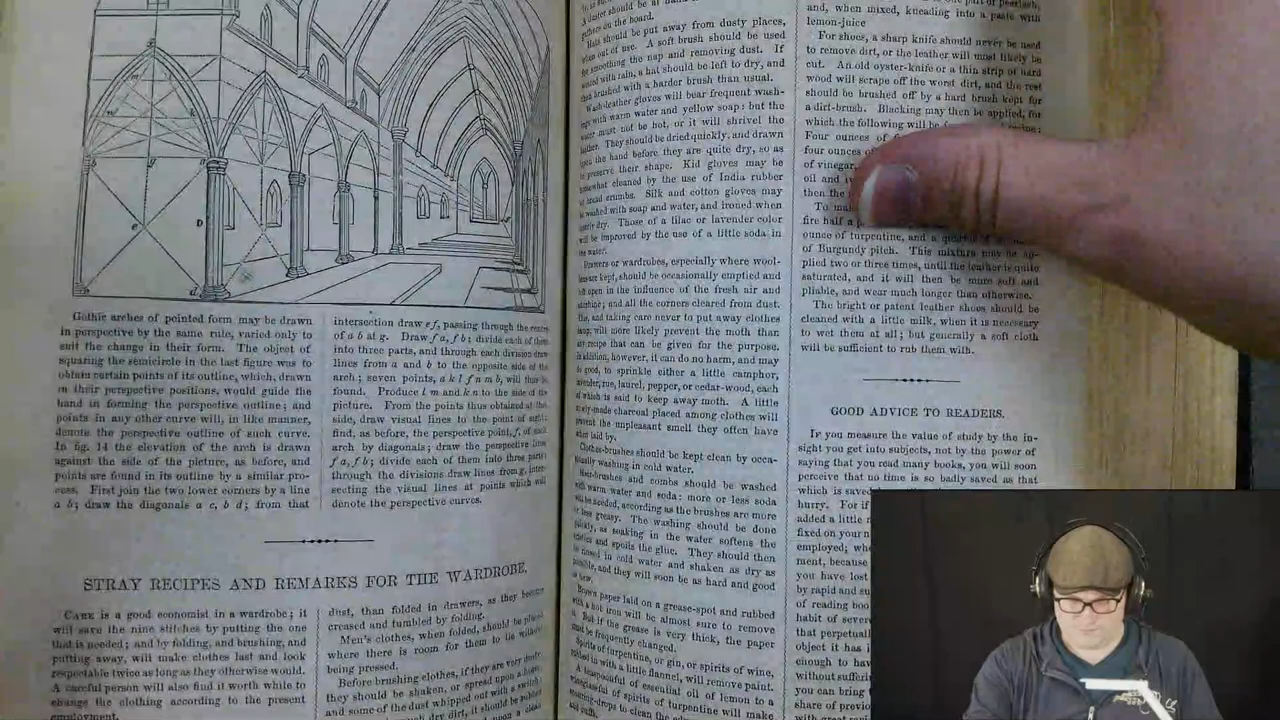 Gothic arches of pointed form may be drawn
in perspective by the same rule, varied only to
suit the change in their form. The object of
squaring the semicircle in the last figure was to
obtain certain points of its outline, which, drawn
in their perspective positions, would guide the
hand in forming the perspective outline; and
points in any other curve will, in like manner,
denote the perspective outline of such curve.
In fig. 14 the elevation of the arch is drawn
against the side of the picture, as before, and
points are found in its outline by a similar pro-
cess. First join the two lower corners by a line
a b; draw the diagonals a c, b d; from that
intersection draw e f, passing through the centre
of a b at g. Draw f a, f b: divide each of them
into three parts, and through each division draw
lines from a and b to the opposite side of the
arch; seven points, a k l f n m b, will thus be
found. Produce l m and k n to the side of the
picture. From the points thus obtained at the
side, draw visual lines to the point of sight;
find, as before, the perspective point, f, of each
arch by diagonals; draw the perspective lines
f a, f b; divide each of them into three parts;
through the divisions draw lines from g, inter-
secting the visual lines at points which will
denote the perspective curves.
STRAY RECIPES AND REMARKS FOR THE WARDROBE.
CARE is a good economist in a wardrobe; it
will save the nine stitches by putting the one
that is needed; and by folding, and brushing, and
putting away, will make clothes last and look
respectable twice as long as they otherwise would.
A careful person will also find it worth while to
change the clothing according to the present
employment.
dust, than folded in drawers, as they become
creased and tumbled by folding.
Men's clothes, when folded, should be placed
where there is room for them to lie without
being pressed.
Before brushing clothes, if they are very dusty,
they should be shaken, or spread upon a
and some of the dust whipped out with a switch
dry dirt, it should be rubbed
A duster should be
on the board.
Hats should be put away from dusty places,
when out of use. A soft brush should be used
for smoothing the nap and removing dust. If
wetted with rain, a hat should be left to dry, and
then brushed with a harder brush than usual.
Wash-leather gloves will bear frequent wash-
ings with warm water and yellow soap: but the
water must not be hot, or it will shrivel the
leather. They should be dried quickly, and drawn
upon the hand before they are quite dry, so as
to preserve their shape. Kid gloves may be
somewhat cleaned by the use of India rubber
or bread crumbs. Silk and cotton gloves may
be washed with soap and water, and ironed when
nearly dry. Those of a lilac or lavender color
will be improved by the use of a little soda in
the water.
Drawers or wardrobes, especially where wool-
lens are kept, should be occasionally emptied and
left open in the influence of the fresh air and
sunshine; and all the corners cleared from dust.
This, and taking care never to put away clothes
damp, will more likely prevent the moth than
any recipe that can be given for the purpose.
In addition, however, it can do no harm, and may
do good, to sprinkle either a little camphor,
lavender, rue, laurel, pepper, or cedar-wood, each
of which is said to keep away moth. A little
newly-made charcoal placed among clothes will
prevent the unpleasant smell they often have
when laid by.
Clothes-brushes should be kept clean by occa-
sionally washing in cold water.
Hair-brushes and combs should be washed
with warm water and soda: more or less soda
will be needed, according as the brushes are more
or less greasy. The washing should be done
quickly, as soaking in the water softens the
bristles and spoils the glue. They should then
be rinsed in cold water and shaken as dry as
possible, and they will soon be as hard and good
as new.
Brown paper laid on a grease-spot and rubbed
with a hot iron will be almost sure to remove
it. But if the grease is very thick, the paper
must be frequently changed.
Spirits of turpentine, or gin, or spirits of wine,
rubbed in with a little flannel, will remove paint.
A teaspoonful of essential oil of lemon to a
of spirits of turpentine will make
scouring-drops to clean the
and, when mixed, kneading into a paste with
lemon-juice
For shoes, a sharp knife should never be used
to remove dirt, or the leather will most likely be
cut. An old oyster-knife or a thin strip of hard
wood will scrape off the worst dirt, and the rest
should be brushed off by a hard brush kept for
a dirt-brush. Blacking may then be applied, for
which the following will be
Four ounces of
four ounces of
of vinegar,
oil and
then the
To
fire half a
ounce of turpentine, and a
of Burgundy pitch. This mixture may be ap-
plied two or three times, until the leather is quite
saturated, and it will then be more soft and
pliable, and wear much longer than otherwise.
The bright or patent leather shoes should be
cleaned with a little milk, when it is necessary
to wet them at all; but generally a soft cloth
will be sufficient to rub them with.
GOOD ADVICE TO READERS.
IF you measure the value of study by the in-
sight you get into subjects, not by the power of
saying that you read many books, you will soon
perceive that no time is so badly saved as that
which is saved
hurry. For if
added a little
fixed on your
employed;
ment, because
you have lost
by rapid and
of reading
habit of
that
object it has
enough to
without
you can bring
share of
with great